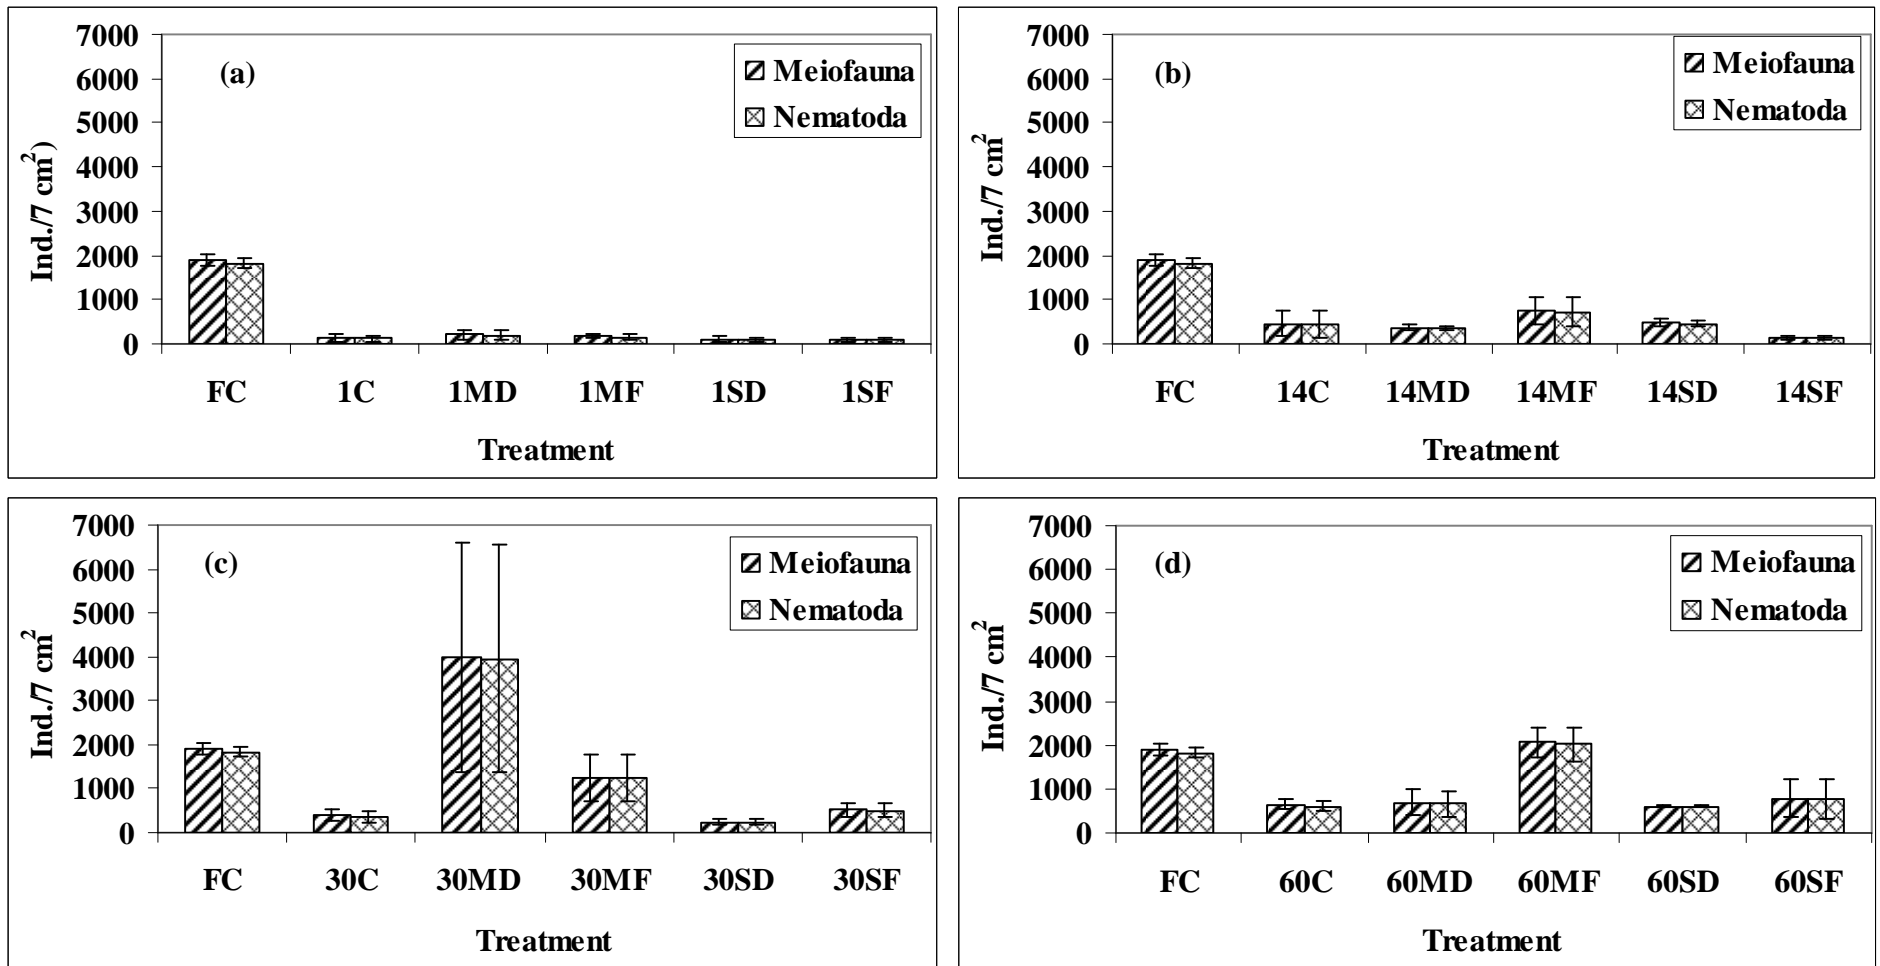 (a)
Ind./7 cm²)
7000
6000
5000
4000
3000
2000
1000
0
Meiofauna
Nematoda
FC 1C 1MD 1MF 1SD 1SF
Treatment
(b)
Ind./7 cm²
7000
6000
5000
4000
3000
2000
1000
0
Meiofauna
Nematoda
FC 14C 14MD 14MF 14SD 14SF
Treatment
(c)
Ind./7 cm²
7000
6000
5000
4000
3000
2000
1000
0
Meiofauna
Nematoda
FC 30C 30MD 30MF 30SD 30SF
Treatment
(d)
Ind./7 cm²
7000
6000
5000
4000
3000
2000
1000
0
Meiofauna
Nematoda
FC 60C 60MD 60MF 60SD 60SF
Treatment